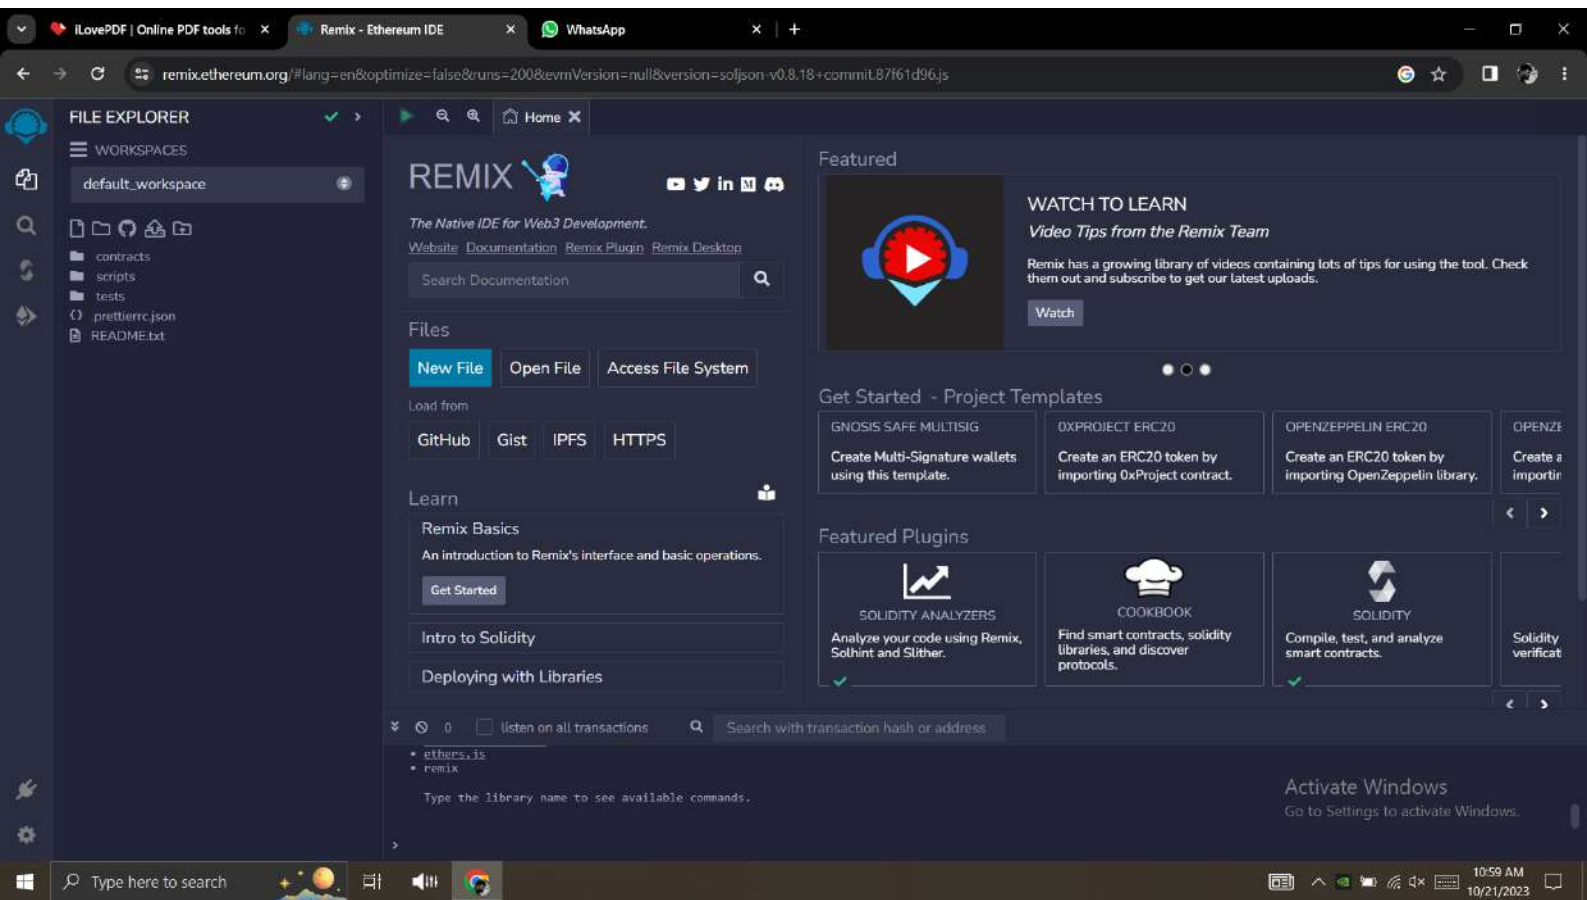 iLovePDF | Online PDF tools fo
Remix - Ethereum IDE
WhatsApp
remix.ethereum.org/#lang=en&optimize=false&runs=200&evmVersion=null&version=soljson-v0.8.18+commit.87f61d96.js
FILE EXPLORER
WORKSPACES
default_workspace
contracts
scripts
tests
.prettierrc.json
README.txt
Home
REMIX
The Native IDE for Web3 Development.
Website Documentation Remix Plugin Remix Desktop
Search Documentation
Files
New File Open File Access File System
Load from
GitHub Gist IPFS HTTPS
Learn
Remix Basics
An introduction to Remix's interface and basic operations.
Get Started
Intro to Solidity
Deploying with Libraries
Featured
WATCH TO LEARN
Video Tips from the Remix Team
Remix has a growing library of videos containing lots of tips for using the tool. Check
them out and subscribe to get our latest uploads.
Watch
Get Started - Project Templates
GNOSIS SAFE MULTISIG
Create Multi-Signature wallets
using this template.
0XPROJECT ERC20
Create an ERC20 token by
importing 0xProject contract.
OPENZEPPELIN ERC20
Create an ERC20 token by
importing OpenZeppelin library.
OPENZE
Create a
importin
Featured Plugins
SOLIDITY ANALYZERS
Analyze your code using Remix,
Solhint and Slither.
COOKBOOK
Find smart contracts, solidity
libraries, and discover
protocols.
SOLIDITY
Compile, test, and analyze
smart contracts.
Solidity
verificati
0 listen on all transactions Search with transaction hash or address
• ethers.js
• remix
Type the library name to see available commands.
>
Activate Windows
Go to Settings to activate Windows.
Type here to search
10:59 AM
10/21/2023